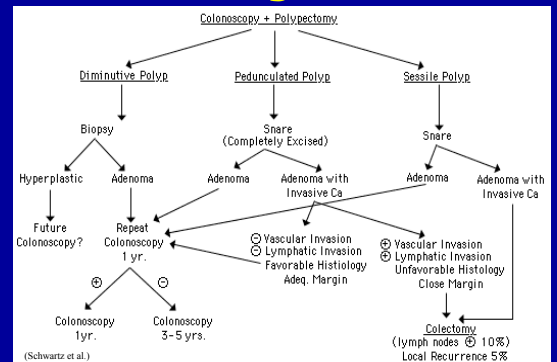 Colonoscopy + Polypectomy
Diminutive Polyp
Pedunculated Polyp
Sessile Polyp
Biopsy
Snare
(Completely Excised)
Snare
Hyperplastic
Adenoma
Adenoma
Adenoma with
Invasive Ca
Adenoma
Adenoma with
Invasive Ca
Future
Colonoscopy?
Repeat
Colonoscopy
1 yr.
⊖ Vascular Invasion
⊖ Lymphatic Invasion
Favorable Histology
Adeq. Margin
⊕ Vascular Invasion
⊕ Lymphatic Invasion
Unfavorable Histology
Close Margin
⊕
⊖
Colonoscopy
1yr.
Colonoscopy
3-5 yrs.
Colectomy
(lymph nodes ⊕ 10%)
Local Recurrence 5%
(Schwartz et al.)